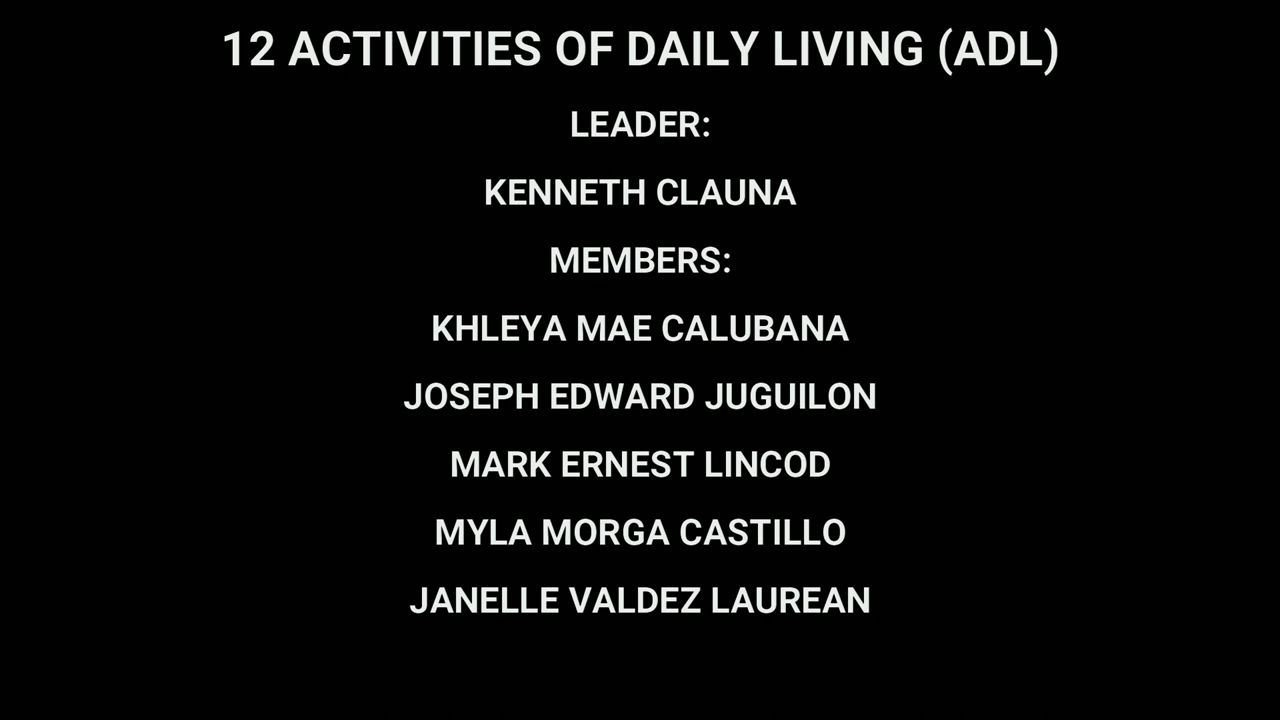 12 ACTIVITIES OF DAILY LIVING (ADL)
LEADER:
KENNETH CLAUNA
MEMBERS:
KHLEYA MAE CALUBANA
JOSEPH EDWARD JUGUILON
MARK ERNEST LINCOD
MYLA MORGA CASTILLO
JANELLE VALDEZ LAUREAN